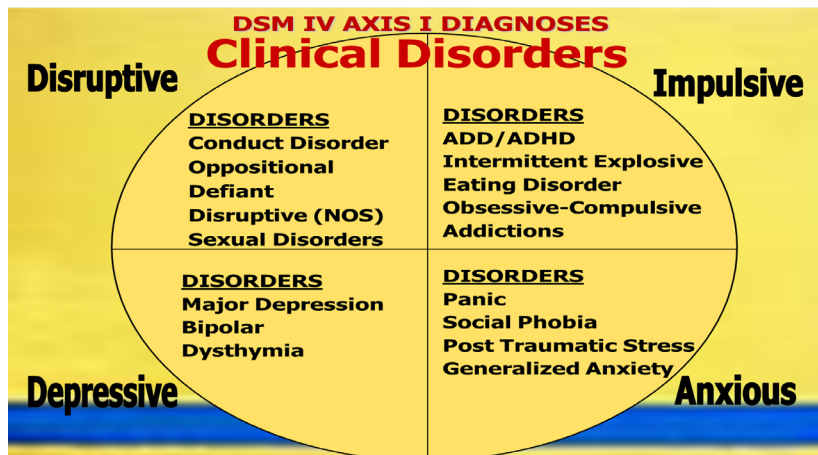 DSM IV AXIS I DIAGNOSES
Clinical Disorders
Disruptive
Impulsive
DISORDERS
Conduct Disorder
Oppositional
Defiant
Disruptive (NOS)
Sexual Disorders
DISORDERS
ADD/ADHD
Intermittent Explosive
Eating Disorder
Obsessive-Compulsive
Addictions
DISORDERS
Major Depression
Bipolar
Dysthymia
DISORDERS
Panic
Social Phobia
Post Traumatic Stress
Generalized Anxiety
Depressive
Anxious